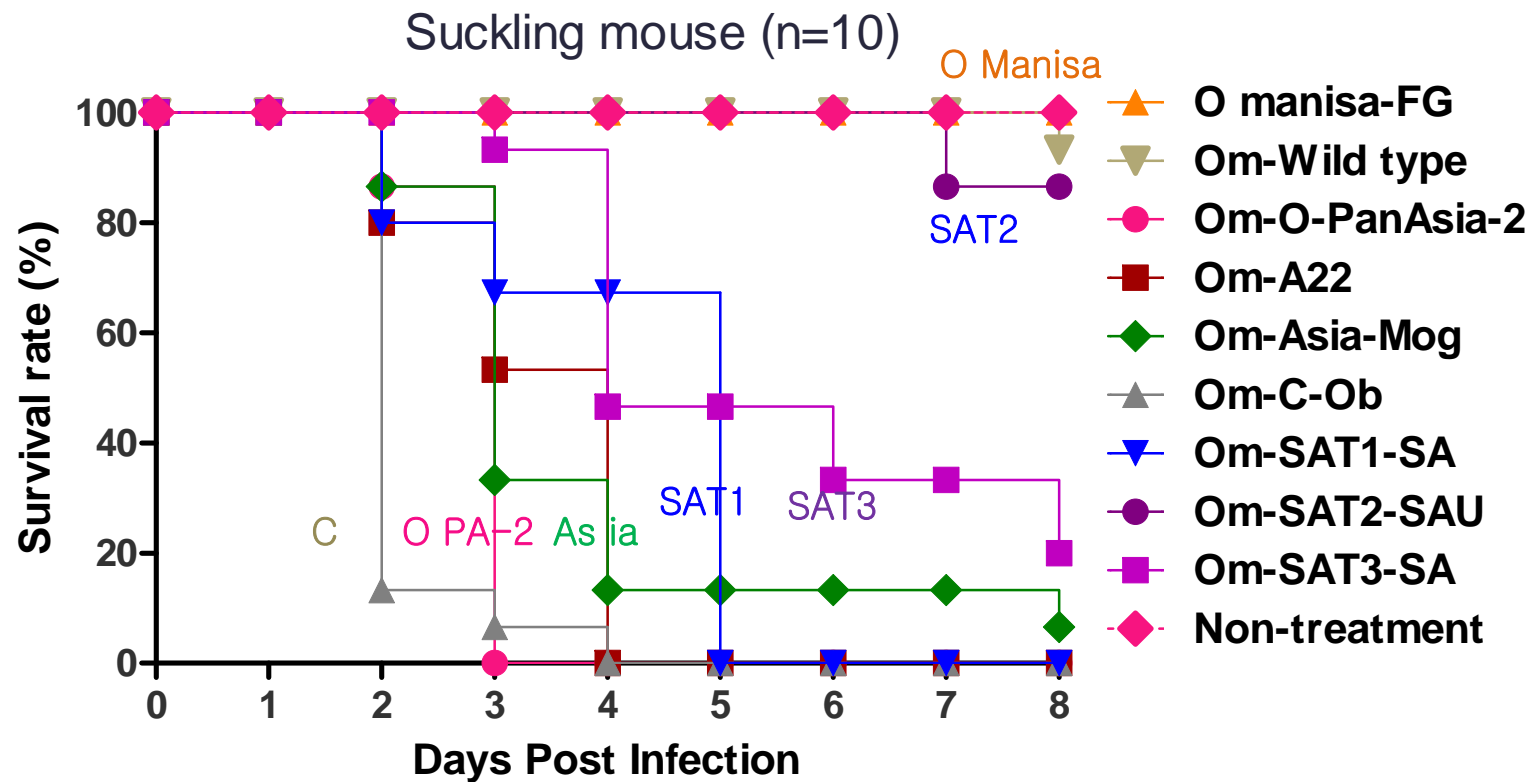 Suckling mouse (n=10)
O Manisa
Survival rate (%)
100
80
60
40
20
0
SAT2
SAT1
SAT3
C
O PA-2
Asia
0 1 2 3 4 5 6 7 8
Days Post Infection
O manisa-FG
Om-Wild type
Om-O-PanAsia-2
Om-A22
Om-Asia-Mog
Om-C-Ob
Om-SAT1-SA
Om-SAT2-SAU
Om-SAT3-SA
Non-treatment